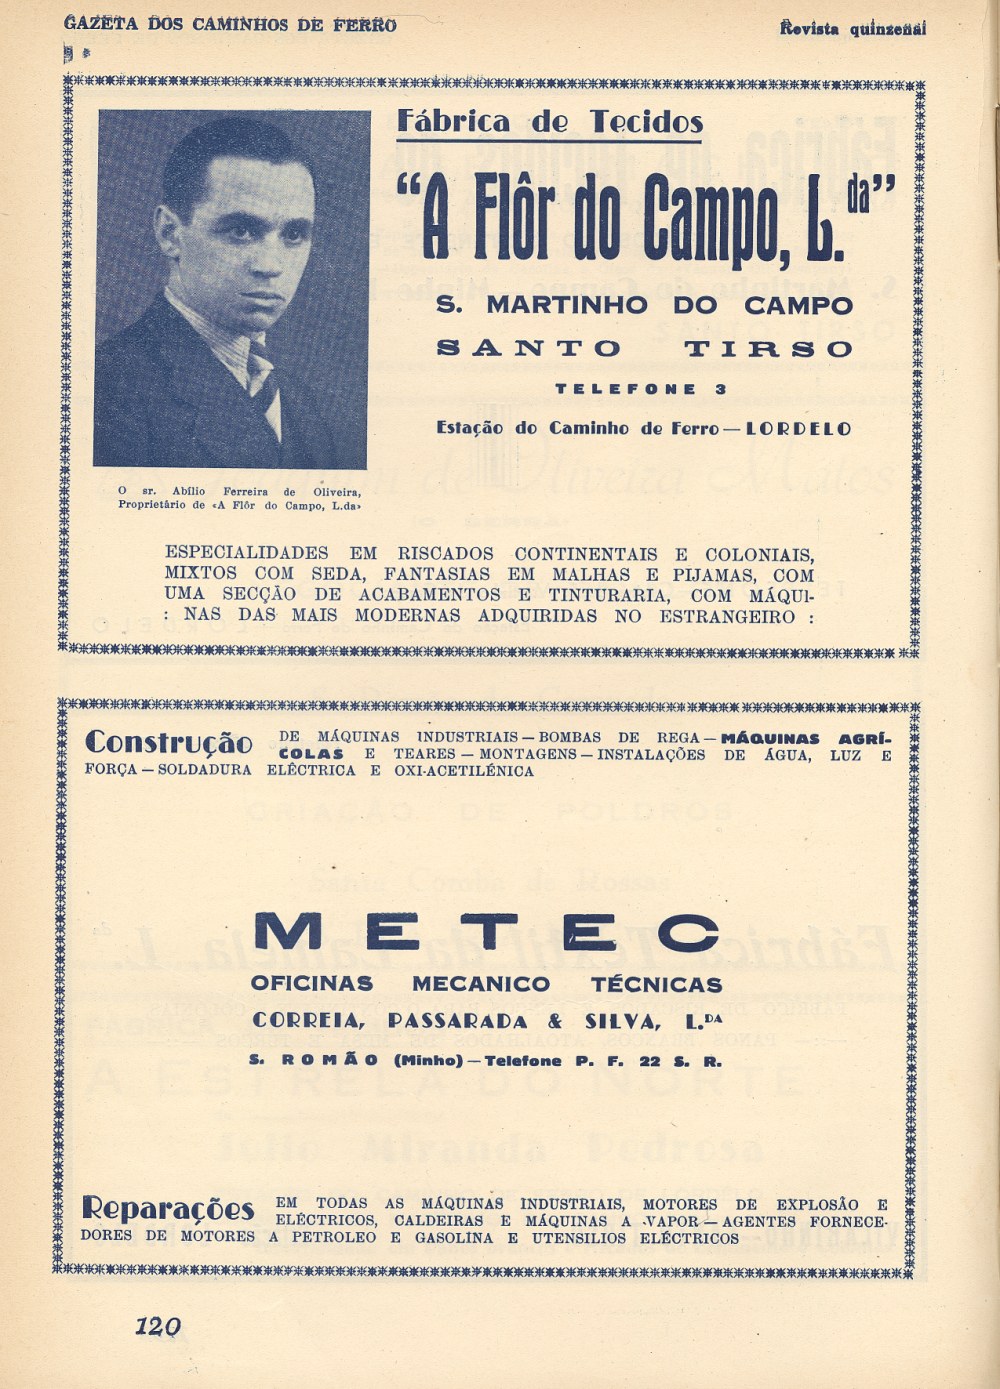 GAZETA DOS CAMINHOS DE FERRO
Revista quinzenal
Fábrica de Tecidos
“A Flôr do Campo, L.da”
S. MARTINHO DO CAMPO
SANTO TIRSO
TELEFONE 3
Estação do Caminho de Ferro — LORDELO
O sr. Abílio Ferreira de Oliveira,
Proprietário de «A Flôr do Campo, L.da»
ESPECIALIDADES EM RISCADOS CONTINENTAIS E COLONIAIS,
MIXTOS COM SEDA, FANTASIAS EM MALHAS E PIJAMAS, COM
UMA SECÇÃO DE ACABAMENTOS E TINTURARIA, COM MÁQUI-
: NAS DAS MAIS MODERNAS ADQUIRIDAS NO ESTRANGEIRO :
Construção DE MÁQUINAS INDUSTRIAIS — BOMBAS DE REGA — MÁQUINAS AGRÍ-
COLAS E TEARES — MONTAGENS — INSTALAÇÕES DE ÁGUA, LUZ E
FORÇA — SOLDADURA ELÊCTRICA E OXI-ACETILÉNICA
METEC
OFICINAS MECANICO TÉCNICAS
CORREIA, PASSARADA & SILVA, L.DA
S. ROMÃO (Minho) — Telefone P. F. 22 S. R.
Reparações EM TODAS AS MÁQUINAS INDUSTRIAIS, MOTORES DE EXPLOSÃO E
ELÉCTRICOS, CALDEIRAS E MÁQUINAS A VAPOR — AGENTES FORNECE-
DORES DE MOTORES A PETROLEO E GASOLINA E UTENSILIOS ELÉCTRICOS
120